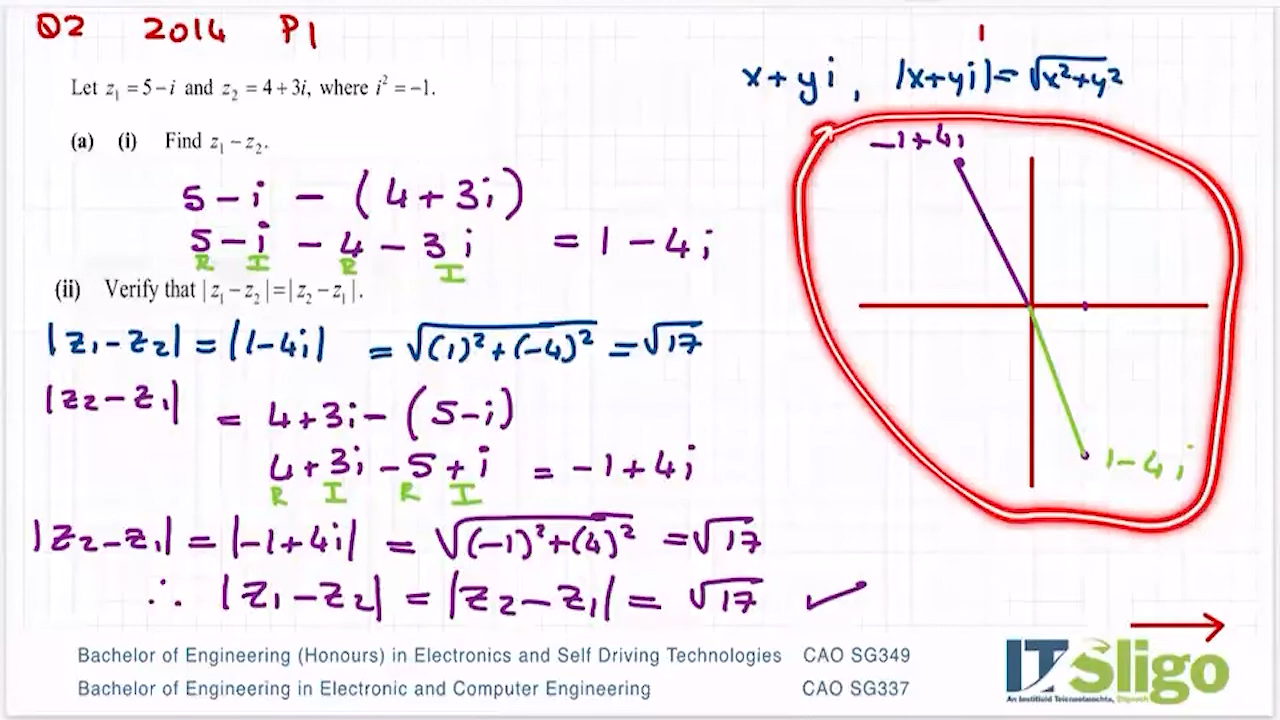 Q2 2014 P1
x+yi, |x+yi|=√x²+y²
Let z₁ = 5 − i and z₂ = 4 + 3i, where i² = −1.
(a) (i) Find z₁ − z₂.
5 − i − (4 + 3i)
5 − i − 4 − 3i = 1 − 4i
R I R I
(ii) Verify that |z₁ − z₂| = |z₂ − z₁|.
|z₁ − z₂| = |1 − 4i| = √(1)² + (−4)² = √17
|z₂ − z₁| = 4 + 3i − (5 − i)
4 + 3i − 5 + i = −1 + 4i
R I R I
|z₂ − z₁| = |−1 + 4i| = √(−1)² + (4)² = √17
∴ |z₁ − z₂| = |z₂ − z₁| = √17 ✓
−1+4i
1−4i
Bachelor of Engineering (Honours) in Electronics and Self Driving Technologies CAO SG349
Bachelor of Engineering in Electronic and Computer Engineering CAO SG337
IT Sligo
An Institiúid Teicneolaíochta, Sligeach